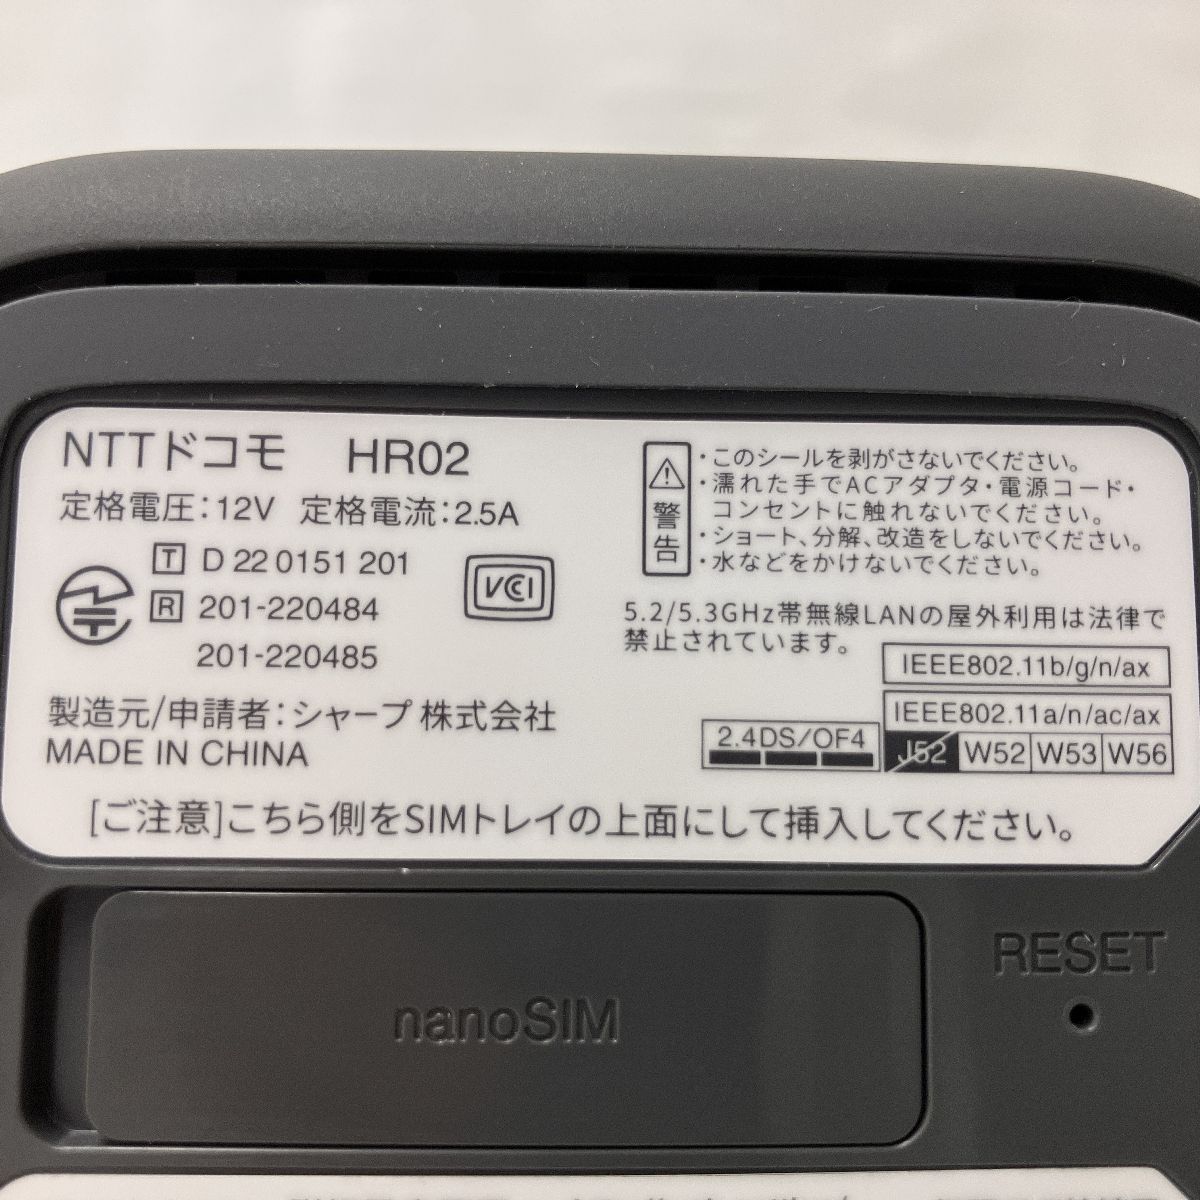 NTTドコモ HR02
定格電圧:12V 定格電流:2.5A
T D 22 0151 201
R 201-220484
201-220485
VCCI
製造元/申請者:シャープ 株式会社
MADE IN CHINA
警告
・このシールを剥がさないでください。
・濡れた手でACアダプタ・電源コード・
コンセントに触れないでください。
・ショート、分解、改造をしないでください。
・水などをかけないでください。
5.2/5.3GHz帯無線LANの屋外利用は法律で
禁止されています。
IEEE802.11b/g/n/ax
IEEE802.11a/n/ac/ax
2.4DS/OF4
J52 W52 W53 W56
[ご注意]こちら側をSIMトレイの上面にして挿入してください。
nanoSIM
RESET